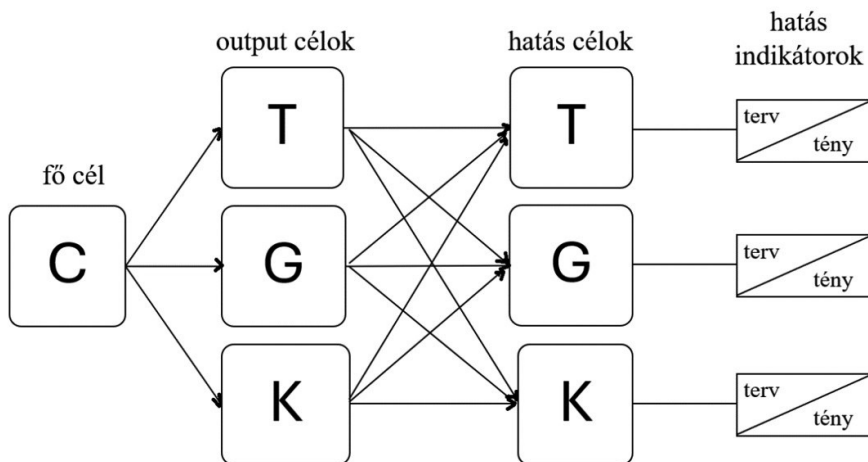 output célok
hatás célok
hatás
indikátorok
fő cél
C
T
G
K
T
G
K
terv
tény
terv
tény
terv
tény